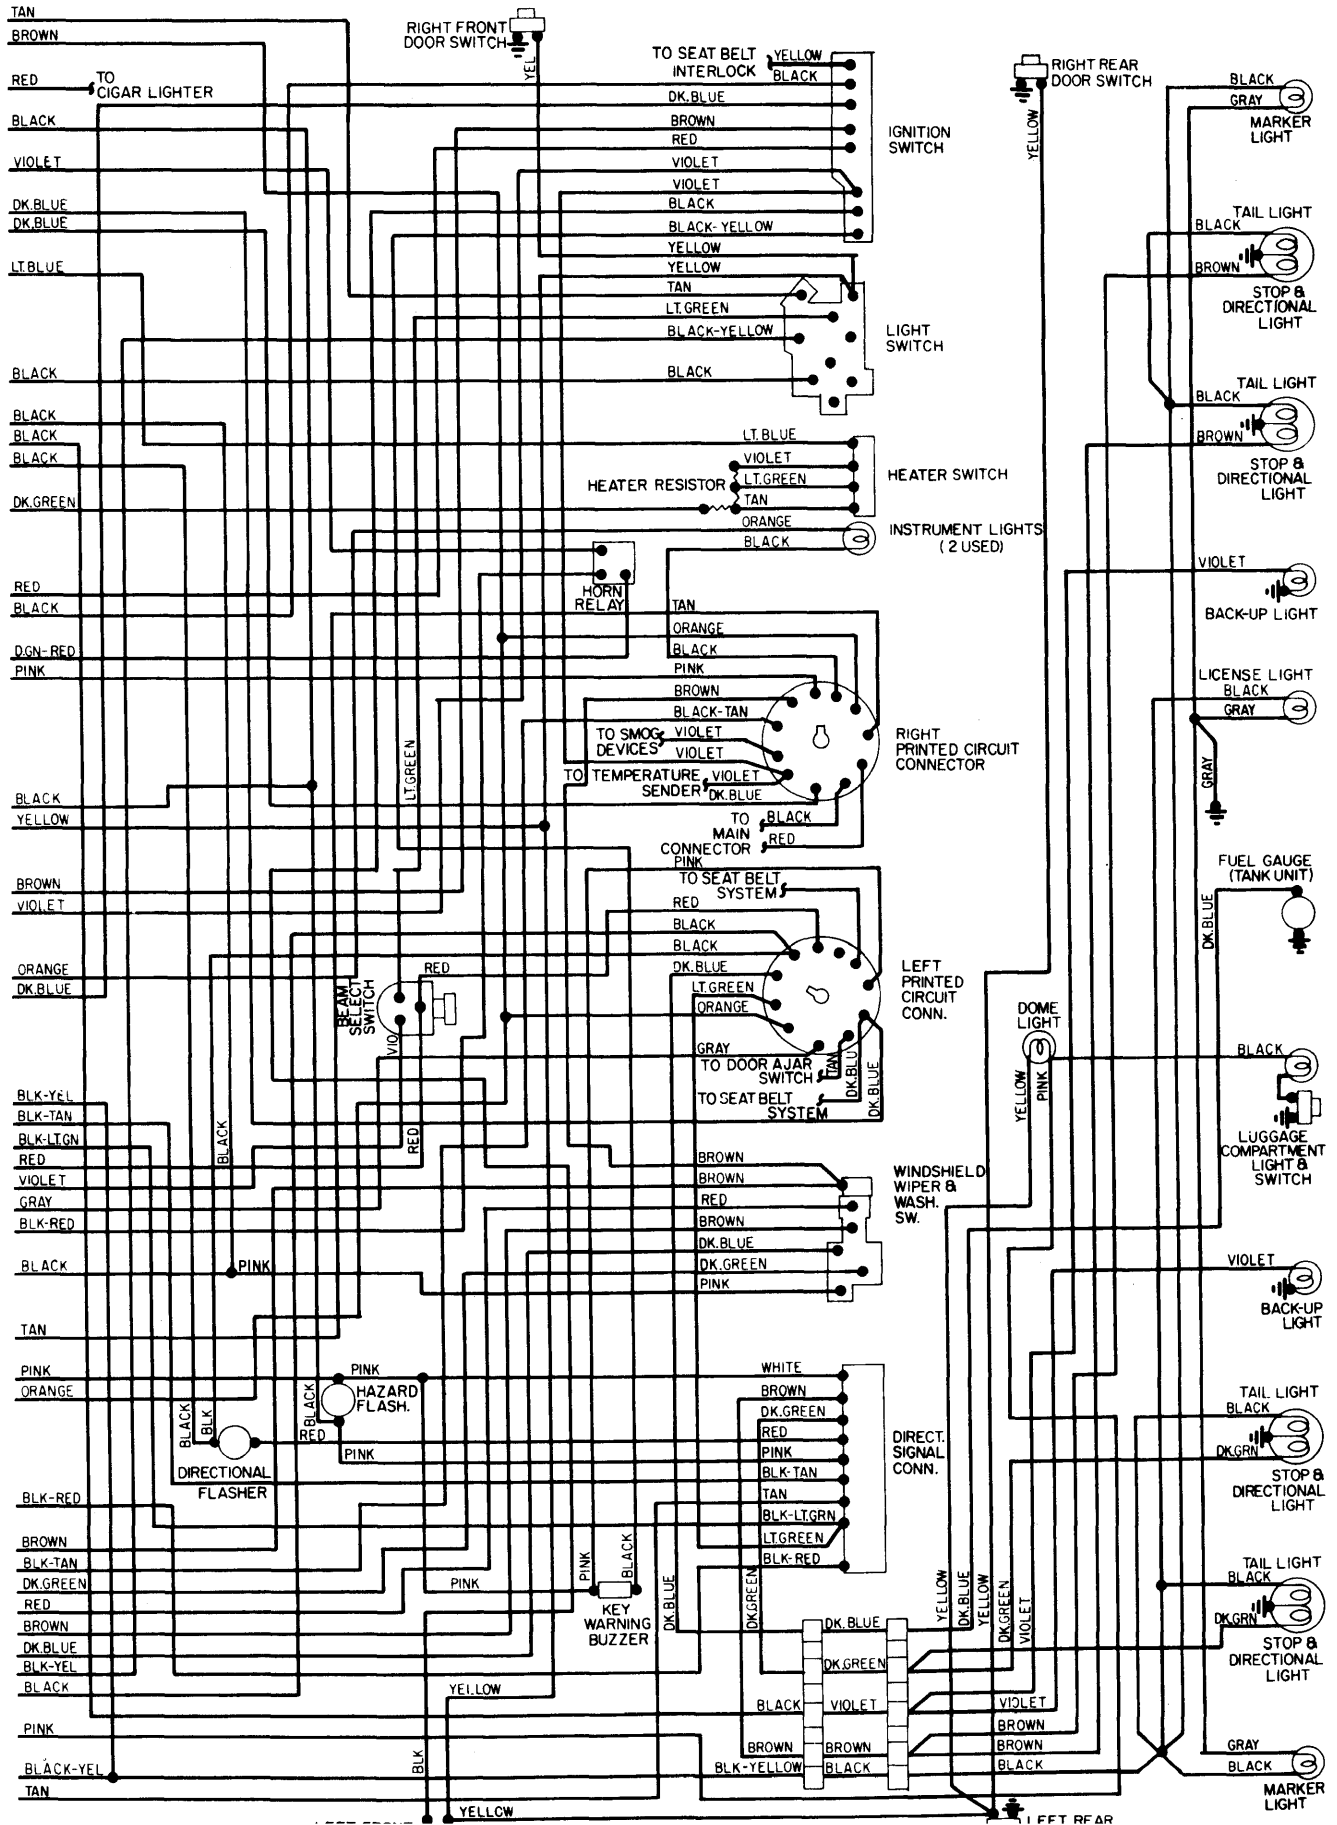 TAN
BROWN
RED
TO
CIGAR LIGHTER
BLACK
VIOLET
DK.BLUE
DK.BLUE
LT.BLUE
BLACK
BLACK
BLACK
BLACK
DK.GREEN
RED
BLACK
D.GN-RED
PINK
BLACK
YELLOW
BROWN
VIOLET
ORANGE
DK.BLUE
BLK-YEL
BLK-TAN
BLK-LT.GN
RED
VIOLET
GRAY
BLK-RED
BLACK
TAN
PINK
ORANGE
BLK-RED
BROWN
BLK-TAN
DK.GREEN
RED
BROWN
DK.BLUE
BLK-YEL
BLACK
PINK
BLACK-YEL
TAN
RIGHT FRONT
DOOR SWITCH
YEL
TO SEAT BELT
INTERLOCK
YELLOW
BLACK
DK.BLUE
BROWN
RED
VIOLET
VIOLET
BLACK
BLACK-YELLOW
IGNITION
SWITCH
YELLOW
YELLOW
TAN
LT.GREEN
BLACK-YELLOW
BLACK
LIGHT
SWITCH
LT.BLUE
VIOLET
LT.GREEN
TAN
HEATER RESISTOR
HEATER SWITCH
ORANGE
BLACK
INSTRUMENT LIGHTS
(2 USED)
HORN
RELAY
TAN
ORANGE
BLACK
PINK
BROWN
BLACK-TAN
TO SMOG
DEVICES
VIOLET
VIOLET
TO TEMPERATURE
SENDER
VIOLET
DK.BLUE
TO
MAIN
CONNECTOR
BLACK
RED
RIGHT
PRINTED CIRCUIT
CONNECTOR
LT.GREEN
PINK
TO SEAT BELT
SYSTEM
RED
BLACK
BLACK
DK.BLUE
LT.GREEN
ORANGE
GRAY
TO DOOR AJAR
SWITCH
TAN
DK.BLU
DK.BLUE
TO SEAT BELT
SYSTEM
LEFT
PRINTED
CIRCUIT
CONN.
BEAM
SELECT
SWITCH
RED
VIO
RED
BLACK
PINK
BROWN
BROWN
RED
BROWN
DK.BLUE
DK.GREEN
PINK
WINDSHIELD
WIPER &
WASH.
SW.
PINK
HAZARD
FLASH.
BLACK
BLACK
BLK
RED
PINK
DIRECTIONAL
FLASHER
WHITE
BROWN
DK.GREEN
RED
PINK
BLK-TAN
TAN
BLK-LT.GRN
LT.GREEN
BLK-RED
DIRECT.
SIGNAL
CONN.
PINK
PINK
BLACK
KEY
WARNING
BUZZER
DK.BLUE
DK.GREEN
DK.BLUE
DK.GREEN
BLACK
VIOLET
BROWN
BROWN
BLK-YELLOW
BLACK
YELLOW
BLK
YELLOW
LEFT FRONT
RIGHT REAR
DOOR SWITCH
YELLOW
BLACK
GRAY
MARKER
LIGHT
TAIL LIGHT
BLACK
BROWN
STOP &
DIRECTIONAL
LIGHT
TAIL LIGHT
BLACK
BROWN
STOP &
DIRECTIONAL
LIGHT
VIOLET
BACK-UP LIGHT
LICENSE LIGHT
BLACK
GRAY
GRAY
FUEL GAUGE
(TANK UNIT)
DK.BLUE
DOME
LIGHT
YELLOW
PINK
BLACK
LUGGAGE
COMPARTMENT
LIGHT &
SWITCH
VIOLET
BACK-UP
LIGHT
TAIL LIGHT
BLACK
DK.GRN
STOP &
DIRECTIONAL
LIGHT
TAIL LIGHT
BLACK
DK.GRN
STOP &
DIRECTIONAL
LIGHT
YELLOW
DK.BLUE
YELLOW
DK.GREEN
VIOLET
VIOLET
BROWN
BROWN
BLACK
GRAY
BLACK
MARKER
LIGHT
LEFT REAR